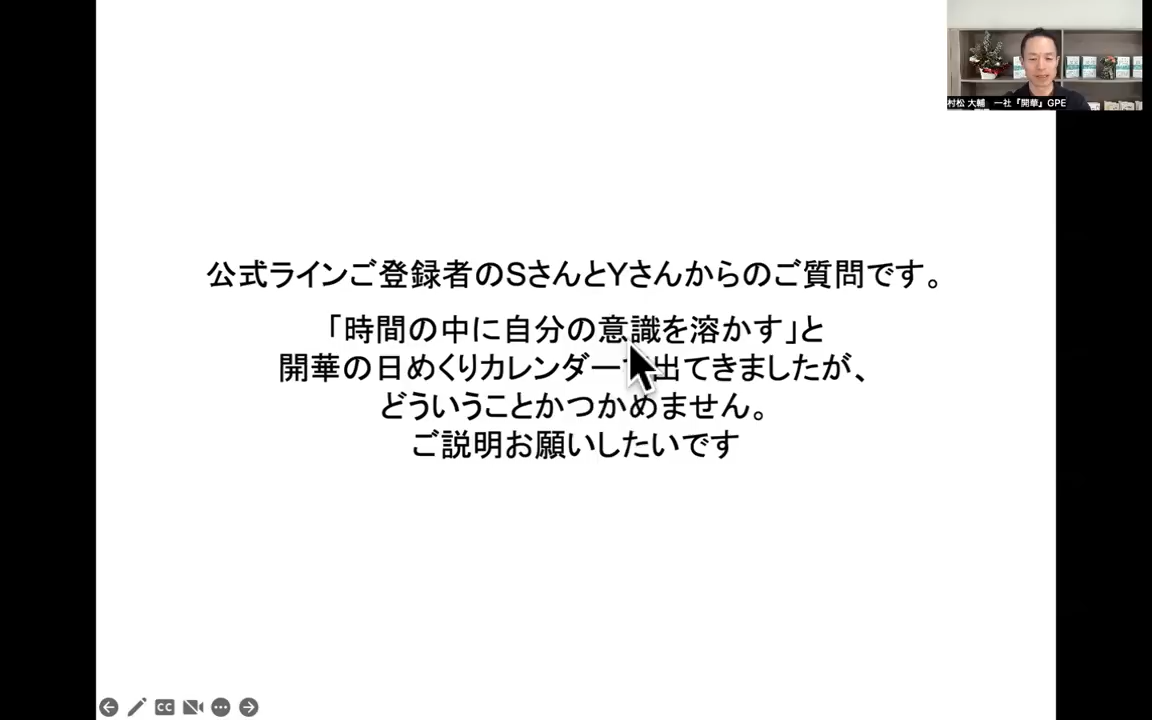 村松 大輔 一社『開華』GPE
公式ラインご登録者のSさんとYさんからのご質問です。
「時間の中に自分の意識を溶かす」と
開華の日めくりカレンダー 出てきましたが、
どういうことかつかめません。
ご説明お願いしたいです
CC